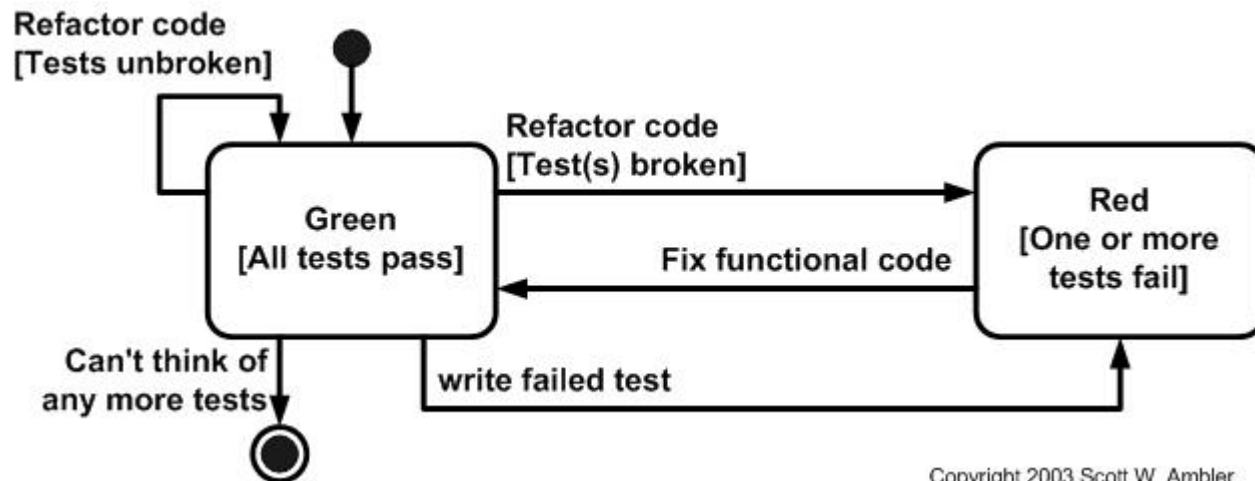 Refactor code
[Tests unbroken]
Refactor code
[Test(s) broken]
Green
[All tests pass]
Red
[One or more
tests fail]
Fix functional code
Can't think of
any more tests
write failed test
Copyright 2003 Scott W. Ambler